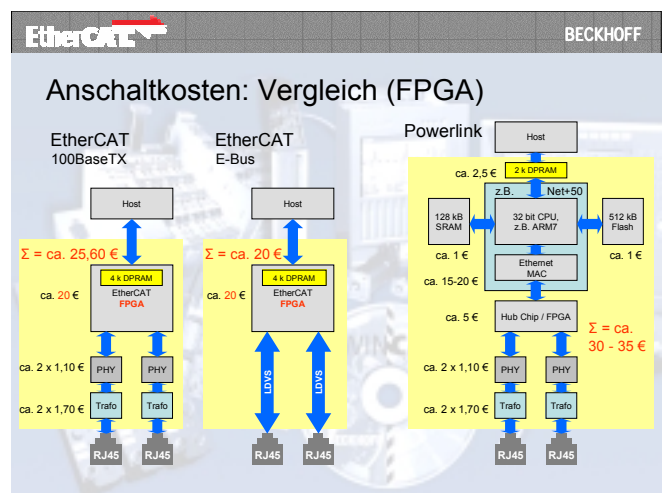 EtherCAT
BECKHOFF
Anschaltkosten: Vergleich (FPGA)
EtherCAT
100BaseTX
Host
Σ = ca. 25,60 €
4 k DPRAM
EtherCAT
FPGA
ca. 20 €
ca. 2 x 1,10 €
PHY
PHY
ca. 2 x 1,70 €
Trafo
Trafo
RJ45
RJ45
EtherCAT
E-Bus
Host
Σ = ca. 20 €
4 k DPRAM
EtherCAT
FPGA
ca. 20 €
LDVS
LDVS
RJ45
RJ45
Powerlink
Host
ca. 2,5 €
2 k DPRAM
z.B.
Net+50
128 kB
SRAM
32 bit CPU,
z.B. ARM7
512 kB
Flash
ca. 1 €
ca. 1 €
Ethernet
MAC
ca. 15-20 €
ca. 5 €
Hub Chip / FPGA
Σ = ca.
30 - 35 €
ca. 2 x 1,10 €
PHY
PHY
ca. 2 x 1,70 €
Trafo
Trafo
RJ45
RJ45